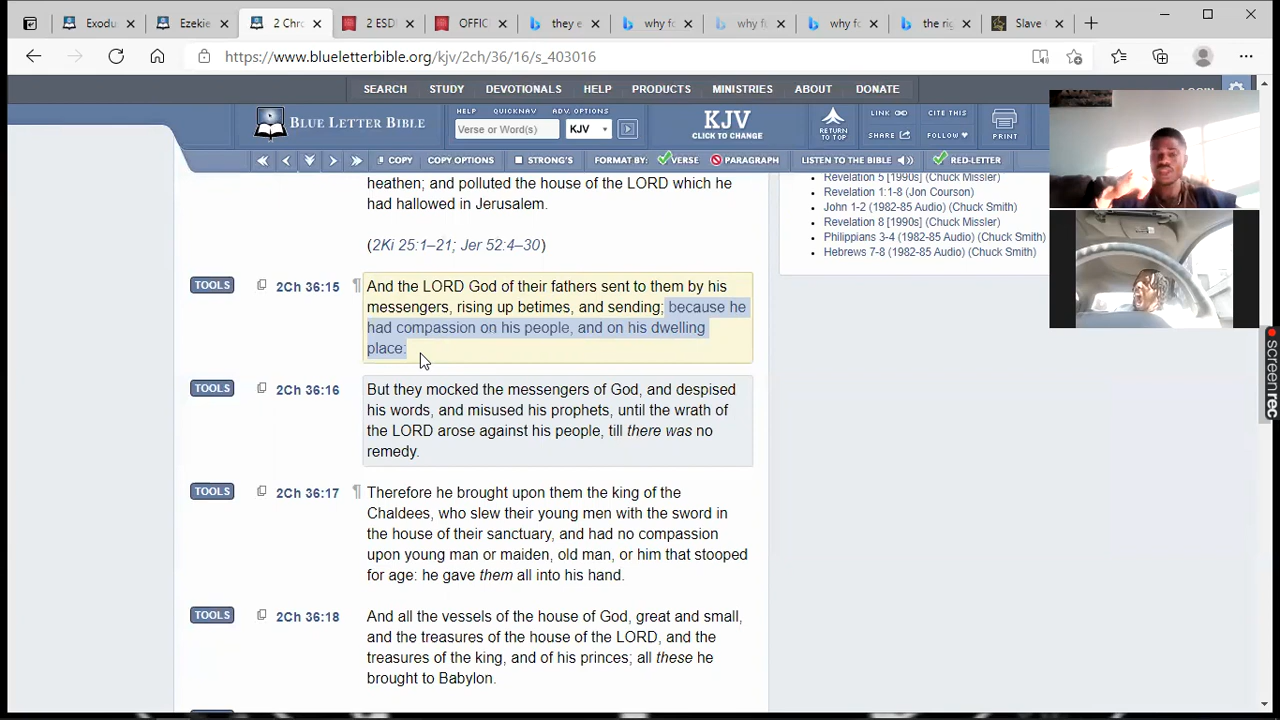 Exodu
Ezekie
2 Chro
2 ESD
OFFIC
they e
why fo
why fo
why fo
the rig
Slave
https://www.blueletterbible.org/kjv/2ch/36/16/s_403016
SEARCH STUDY DEVOTIONALS HELP PRODUCTS MINISTRIES ABOUT DONATE
BLUE LETTER BIBLE
HELP QUICKNAV ADV. OPTIONS
Verse or Word(s)
KJV
KJV
CLICK TO CHANGE
RETURN
TO TOP
LINK
SHARE
CITE THIS
FOLLOW
PRINT
COPY COPY OPTIONS STRONG'S FORMAT BY: VERSE PARAGRAPH LISTEN TO THE BIBLE RED-LETTER
heathen; and polluted the house of the LORD which he
had hallowed in Jerusalem.
(2Ki 25:1–21; Jer 52:4–30)
TOOLS 2Ch 36:15 ¶ And the LORD God of their fathers sent to them by his
messengers, rising up betimes, and sending; because he
had compassion on his people, and on his dwelling
place:
TOOLS 2Ch 36:16 But they mocked the messengers of God, and despised
his words, and misused his prophets, until the wrath of
the LORD arose against his people, till there was no
remedy.
TOOLS 2Ch 36:17 ¶ Therefore he brought upon them the king of the
Chaldees, who slew their young men with the sword in
the house of their sanctuary, and had no compassion
upon young man or maiden, old man, or him that stooped
for age: he gave them all into his hand.
TOOLS 2Ch 36:18 And all the vessels of the house of God, great and small,
and the treasures of the house of the LORD, and the
treasures of the king, and of his princes; all these he
brought to Babylon.
Revelation 5 [1990s] (Chuck Missler)
Revelation 1:1-8 (Jon Courson)
John 1-2 (1982-85 Audio) (Chuck Smith)
Revelation 8 [1990s] (Chuck Missler)
Philippians 3-4 (1982-85 Audio) (Chuck Smith)
Hebrews 7-8 (1982-85 Audio) (Chuck Smith)
screenrec